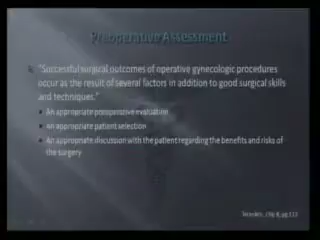 Preoperative Assessment
"Successful surgical outcomes of operative gynecologic procedures
occur as the result of several factors in addition to good surgical skills
and techniques."
An appropriate preoperative evaluation
An appropriate patient selection
An appropriate discussion with the patient regarding the benefits and risks of
the surgery